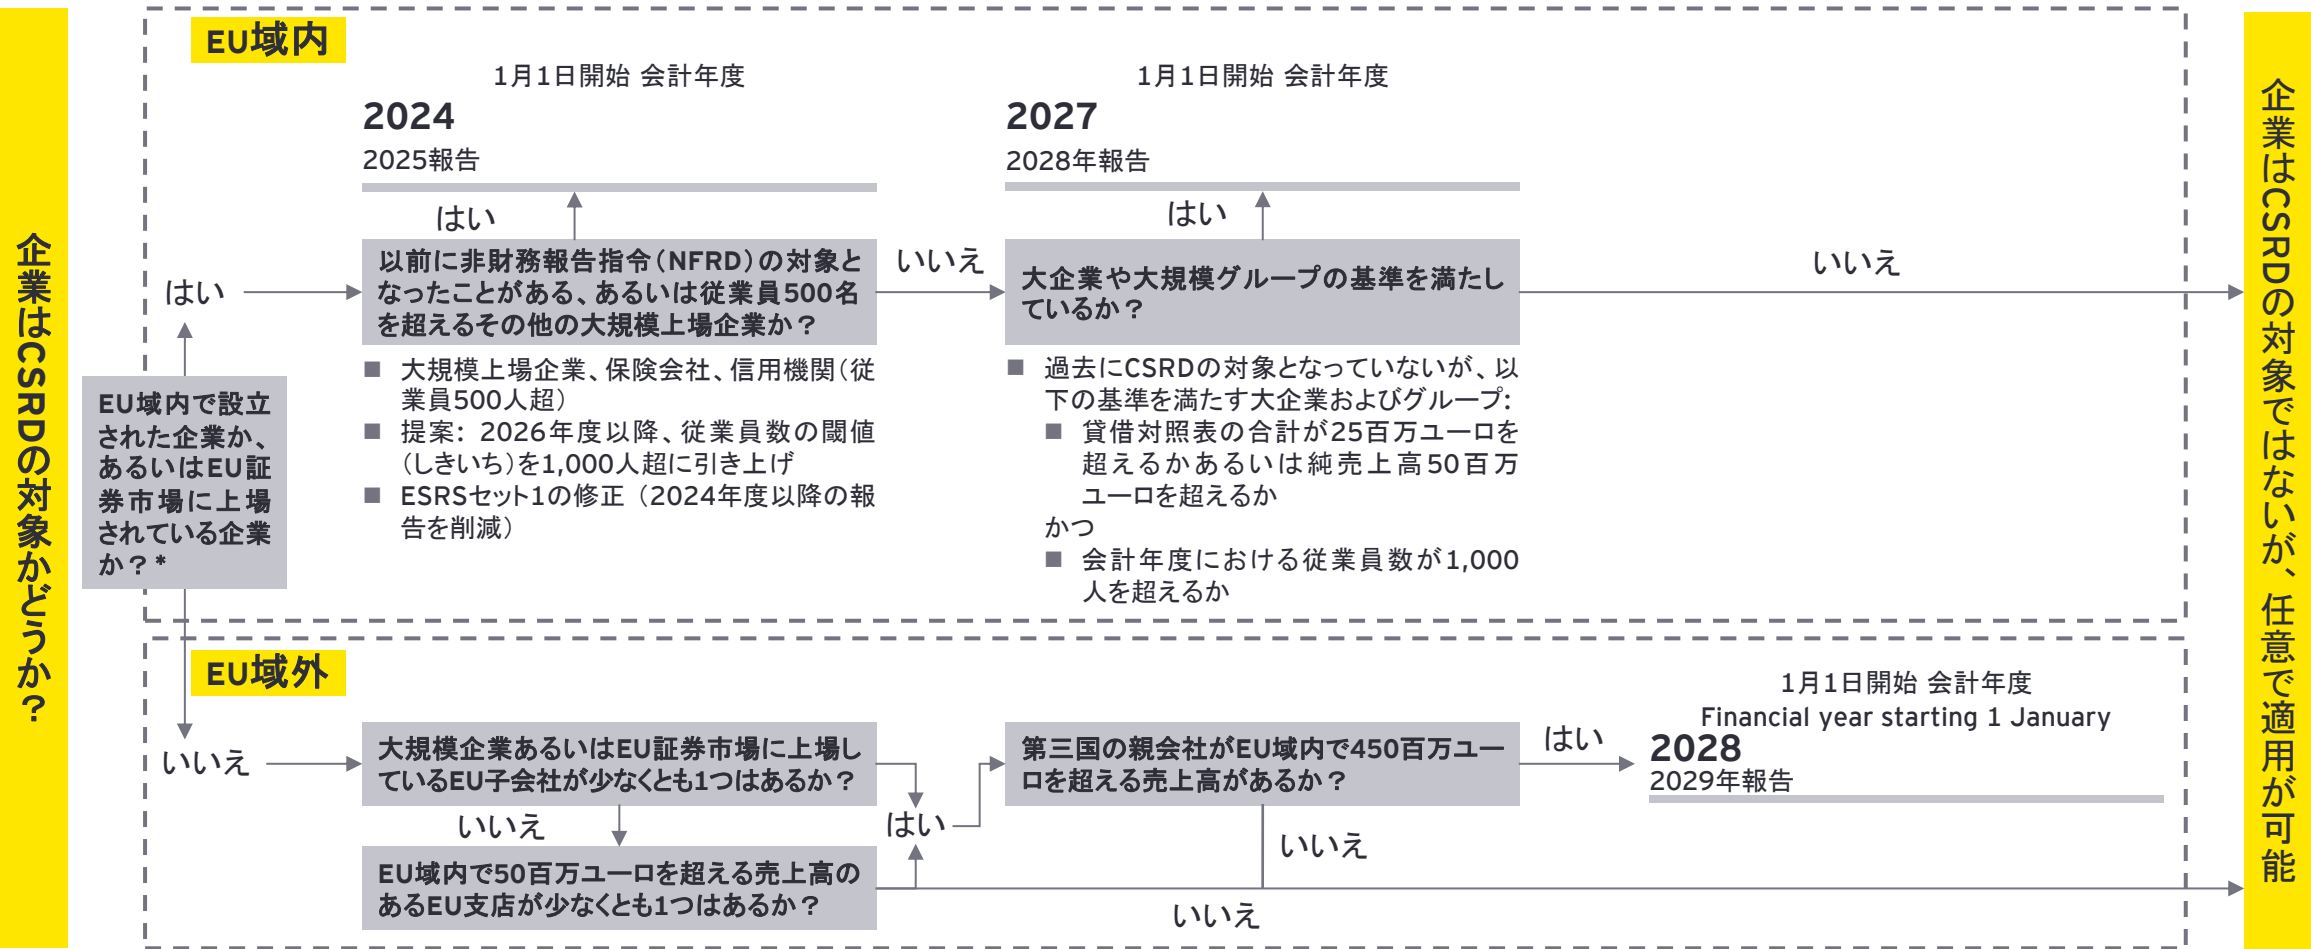 企業はCSRDの対象かどうか？
EU域内
1月1日開始 会計年度
2024
2025報告
はい
以前に非財務報告指令（NFRD）の対象と
なったことがある、あるいは従業員500名
を超えるその他の大規模上場企業か？
いいえ
■ 大規模上場企業、保険会社、信用機関（従
業員500人超）
■ 提案: 2026年度以降、従業員数の閾値
（しきいち）を1,000人超に引き上げ
■ ESRSセット1の修正（2024年度以降の報
告を削減）
1月1日開始 会計年度
2027
2028年報告
はい
大企業や大規模グループの基準を満たし
ているか？
いいえ
■ 過去にCSRDの対象となっていないが、以
下の基準を満たす大企業およびグループ:
■ 貸借対照表の合計が25百万ユーロを
超えるかあるいは純売上高50百万
ユーロを超えるか
かつ
■ 会計年度における従業員数が1,000
人を超えるか
はい
EU域内で設立
された企業か、
あるいはEU証
券市場に上場
されている企業
か？*
いいえ
EU域外
大規模企業あるいはEU証券市場に上場し
ているEU子会社が少なくとも1つはあるか？
いいえ
はい
EU域内で50百万ユーロを超える売上高の
あるEU支店が少なくとも1つはあるか？
いいえ
第三国の親会社がEU域内で450百万ユー
ロを超える売上高があるか？
いいえ
はい
1月1日開始 会計年度
Financial year starting 1 January
2028
2029年報告
企業はCSRDの対象ではないが、任意で適用が可能